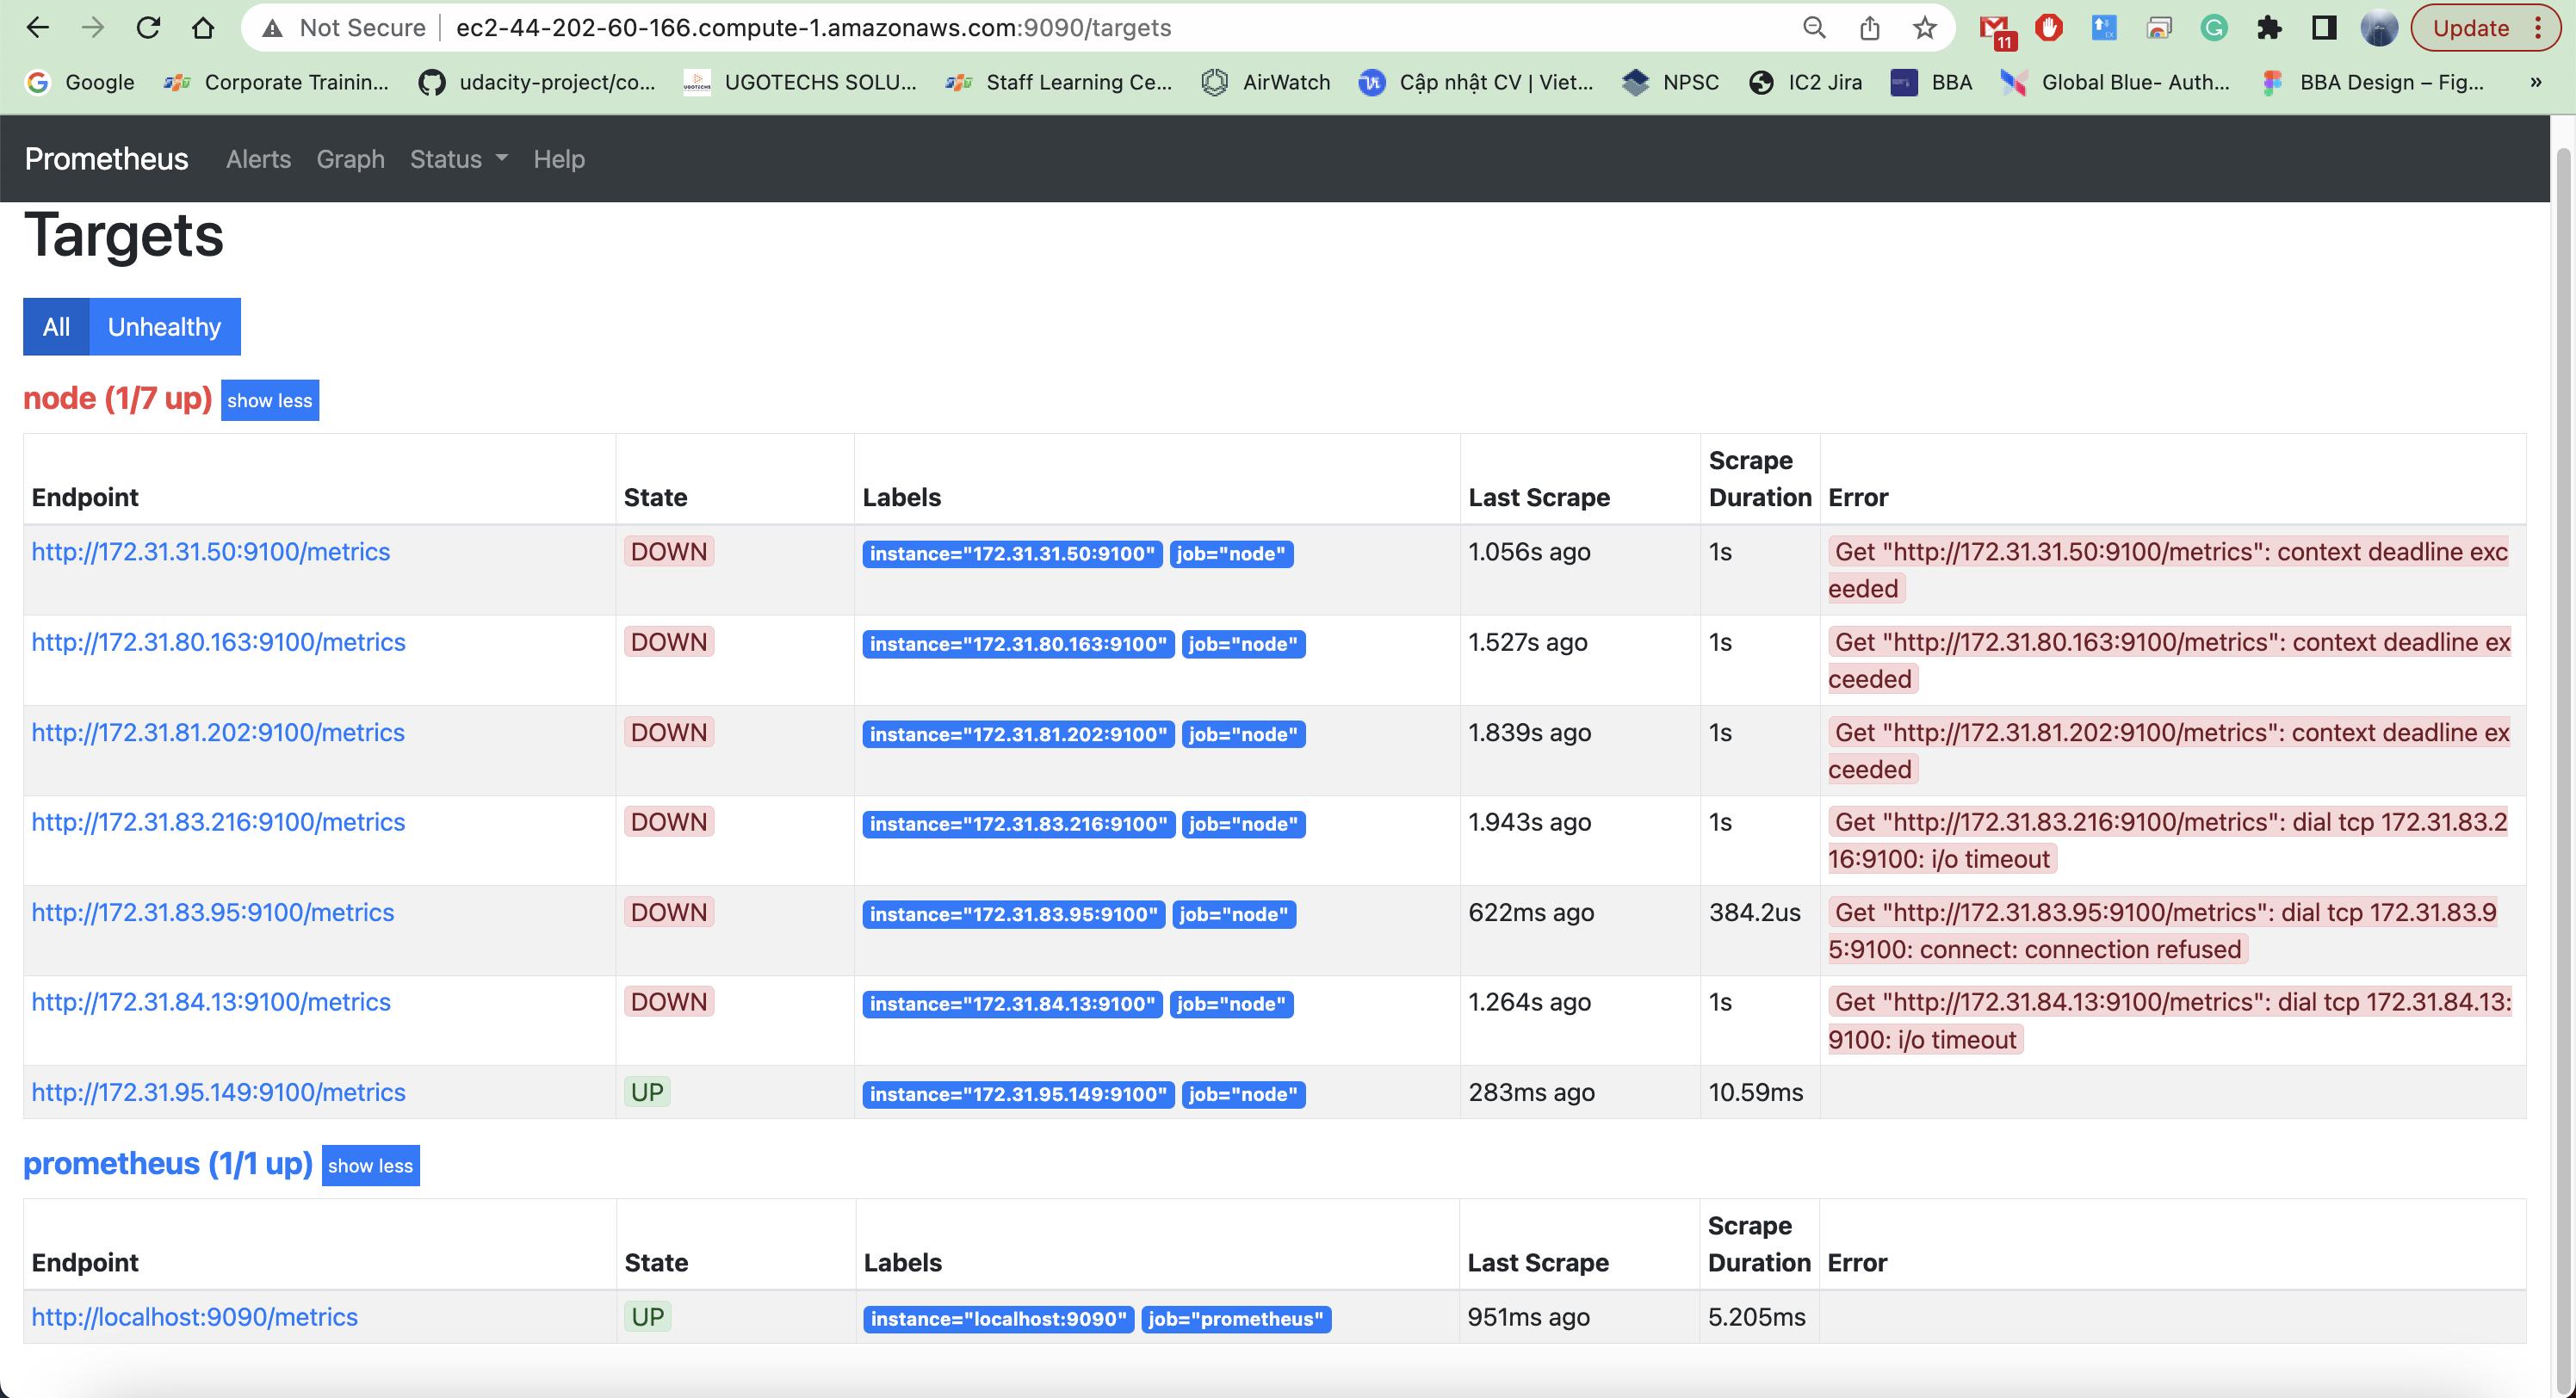 Not Secure ec2-44-202-60-166.compute-1.amazonaws.com:9090/targets 11 Update
Google Corporate Trainin... udacity-project/co... UGOTECHS SOLU... Staff Learning Ce... AirWatch Cập nhật CV | Viet... NPSC IC2 Jira BBA Global Blue- Auth... BBA Design – Fig... »
Prometheus Alerts Graph Status Help
Targets
All Unhealthy
node (1/7 up) show less
Endpoint State Labels Last Scrape Scrape Duration Error
http://172.31.31.50:9100/metrics DOWN instance="172.31.31.50:9100" job="node" 1.056s ago 1s Get "http://172.31.31.50:9100/metrics": context deadline exc
eeded
http://172.31.80.163:9100/metrics DOWN instance="172.31.80.163:9100" job="node" 1.527s ago 1s Get "http://172.31.80.163:9100/metrics": context deadline ex
ceeded
http://172.31.81.202:9100/metrics DOWN instance="172.31.81.202:9100" job="node" 1.839s ago 1s Get "http://172.31.81.202:9100/metrics": context deadline ex
ceeded
http://172.31.83.216:9100/metrics DOWN instance="172.31.83.216:9100" job="node" 1.943s ago 1s Get "http://172.31.83.216:9100/metrics": dial tcp 172.31.83.2
16:9100: i/o timeout
http://172.31.83.95:9100/metrics DOWN instance="172.31.83.95:9100" job="node" 622ms ago 384.2us Get "http://172.31.83.95:9100/metrics": dial tcp 172.31.83.9
5:9100: connect: connection refused
http://172.31.84.13:9100/metrics DOWN instance="172.31.84.13:9100" job="node" 1.264s ago 1s Get "http://172.31.84.13:9100/metrics": dial tcp 172.31.84.13:
9100: i/o timeout
http://172.31.95.149:9100/metrics UP instance="172.31.95.149:9100" job="node" 283ms ago 10.59ms
prometheus (1/1 up) show less
Endpoint State Labels Last Scrape Scrape Duration Error
http://localhost:9090/metrics UP instance="localhost:9090" job="prometheus" 951ms ago 5.205ms